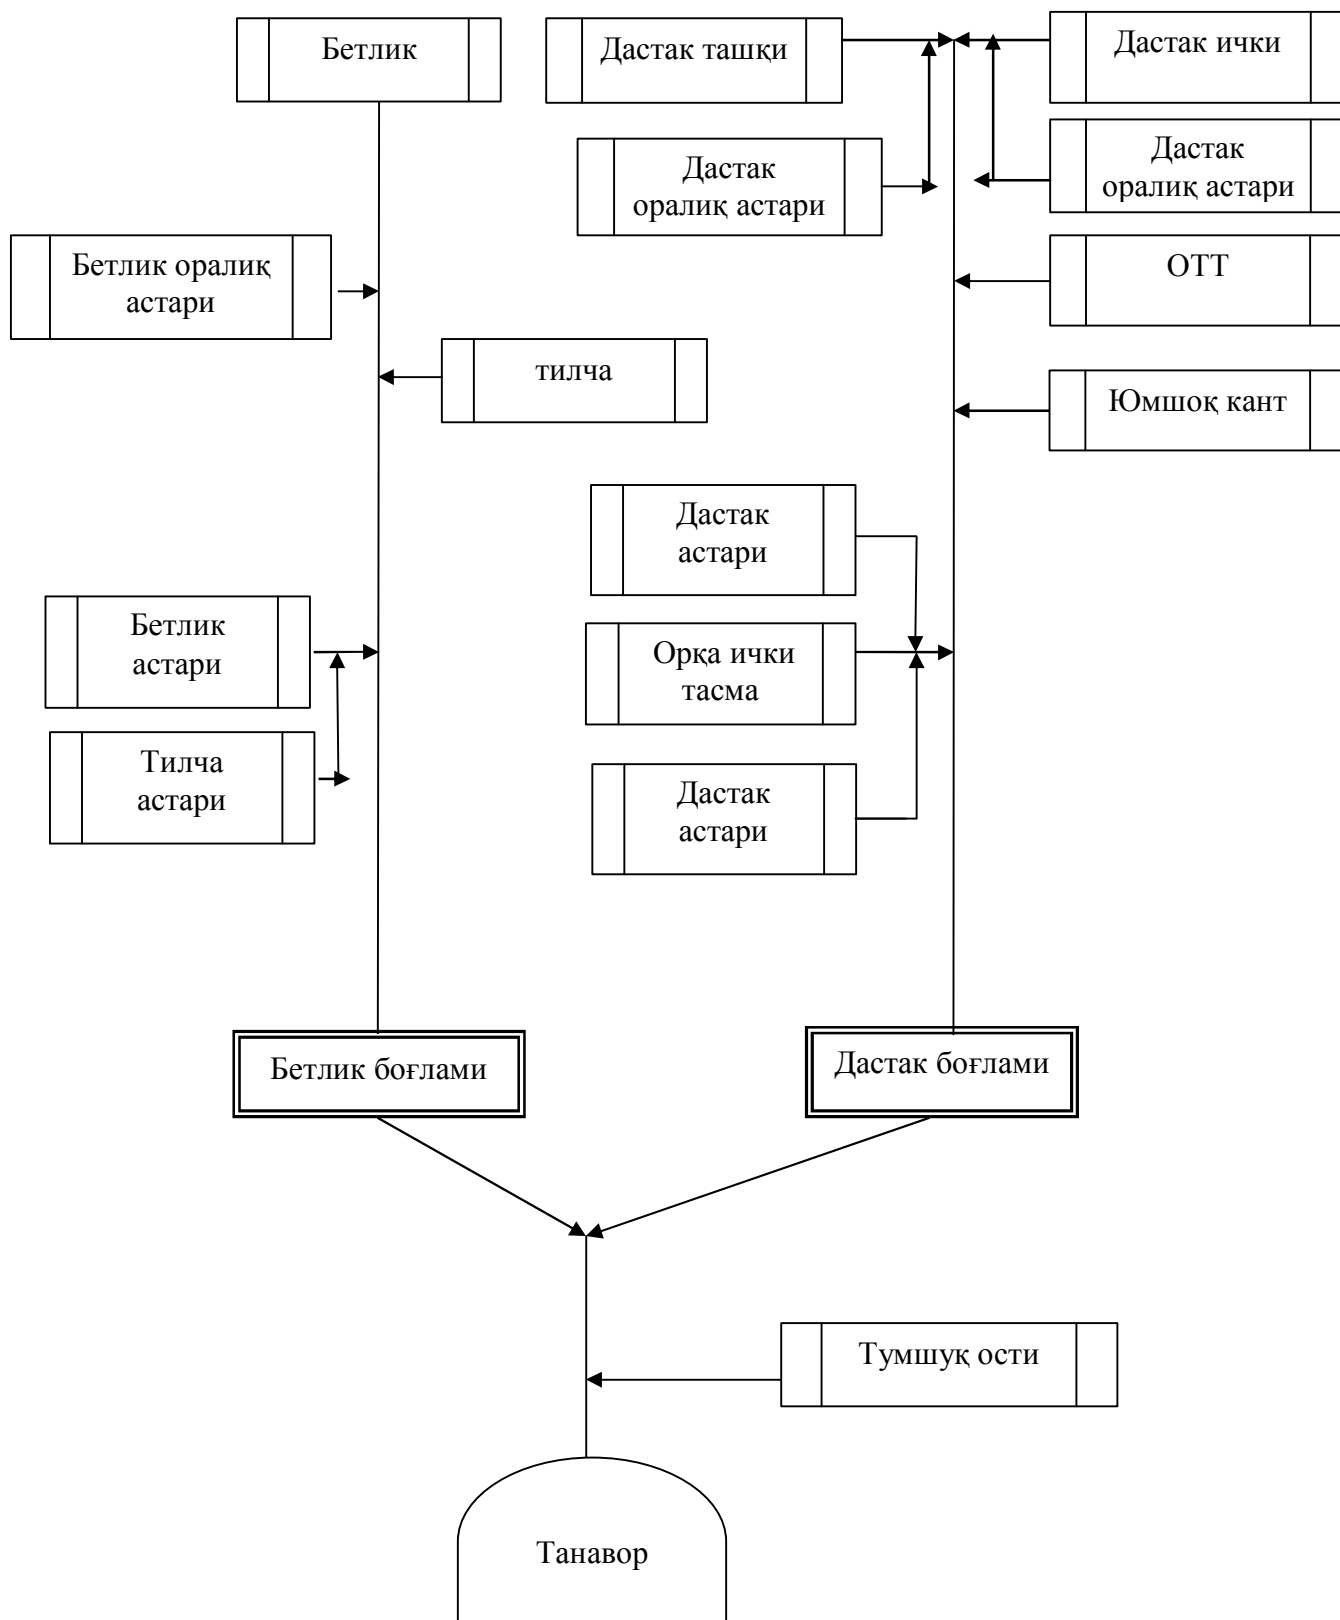 Бетлик
Дастак ташқи
Дастак ички
Дастак
оралиқ астари
Дастак
оралиқ астари
Бетлик оралиқ
астари
ОТТ
тилча
Юмшоқ кант
Дастак
астари
Бетлик
астари
Орқа ички
тасма
Тилча
астари
Дастак
астари
Бетлик боғлами
Дастак боғлами
Тумшуқ ости
Танавор